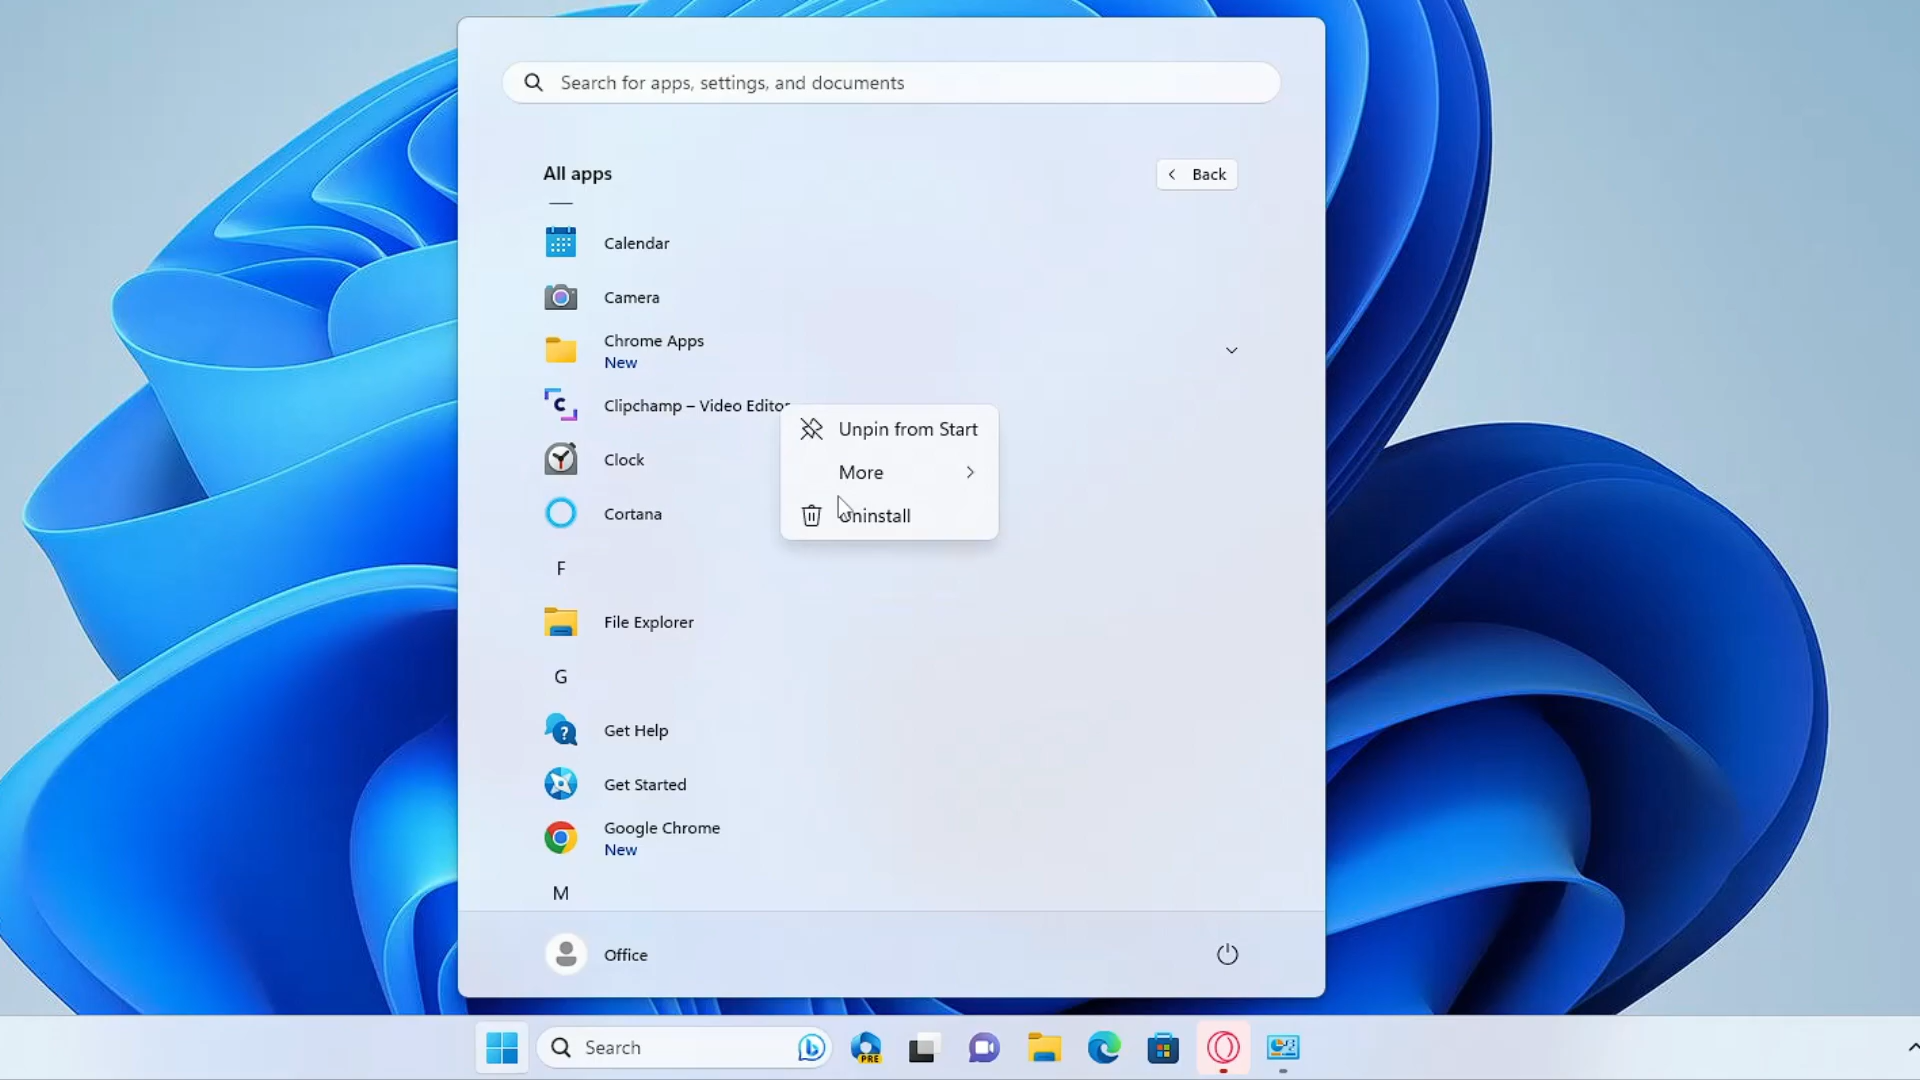 Search for apps, settings, and documents
All apps
Back
Calendar
Camera
Chrome Apps
New
Clipchamp – Video Editor
Unpin from Start
Clock
More
Cortana
Uninstall
F
File Explorer
G
Get Help
Get Started
Google Chrome
New
M
Office
Search
PRE